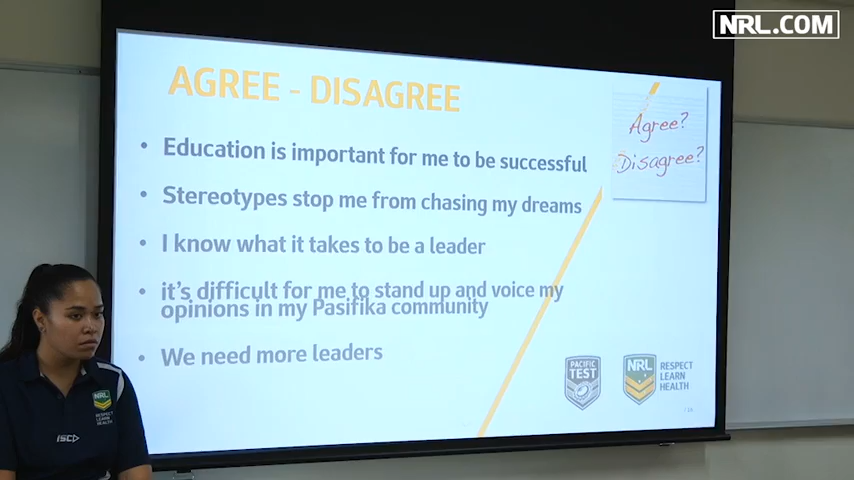 NRL.COM
AGREE - DISAGREE
Agree?
Disagree?
• Education is important for me to be successful
• Stereotypes stop me from chasing my dreams
• I know what it takes to be a leader
• it's difficult for me to stand up and voice my
opinions in my Pasifika community
• We need more leaders
PACIFIC
TEST
NRL
RESPECT
LEARN
HEALTH
NRL
RESPECT
LEARN
HEALTH
ISC